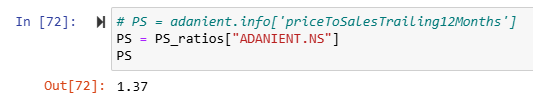 In [72]:
# PS = adanient.info['priceToSalesTrailing12Months']
PS = PS_ratios["ADANIENT.NS"]
PS
Out[72]: 1.37